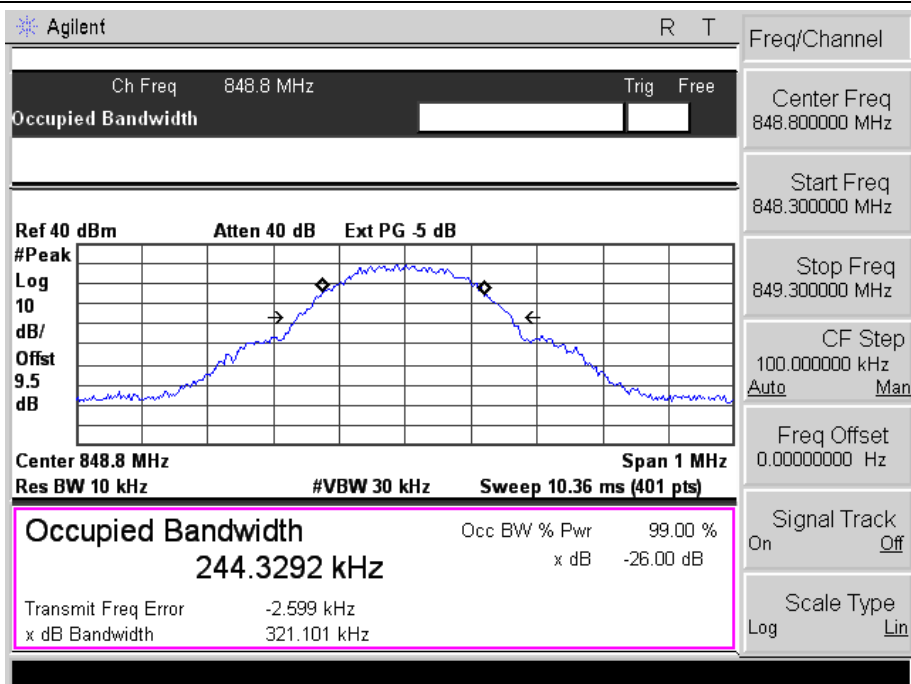 Agilent
R T
Ch Freq 848.8 MHz Trig Free
Occupied Bandwidth
Ref 40 dBm Atten 40 dB Ext PG -5 dB
#Peak
Log
10
dB/
Offst
9.5
dB
Center 848.8 MHz Span 1 MHz
Res BW 10 kHz #VBW 30 kHz Sweep 10.36 ms (401 pts)
Occupied Bandwidth
244.3292 kHz
Occ BW % Pwr 99.00 %
x dB -26.00 dB
Transmit Freq Error -2.599 kHz
x dB Bandwidth 321.101 kHz
Freq/Channel
Center Freq
848.800000 MHz
Start Freq
848.300000 MHz
Stop Freq
849.300000 MHz
CF Step
100.000000 kHz
Auto Man
Freq Offset
0.00000000 Hz
Signal Track
On Off
Scale Type
Log Lin